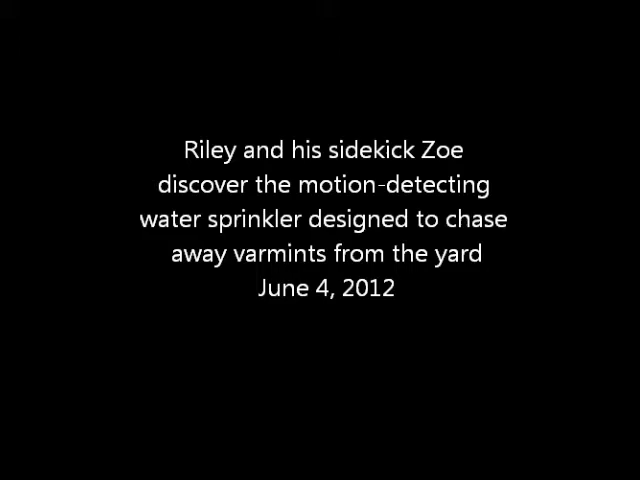 Riley and his sidekick Zoe
discover the motion-detecting
water sprinkler designed to chase
away varmints from the yard
June 4, 2012